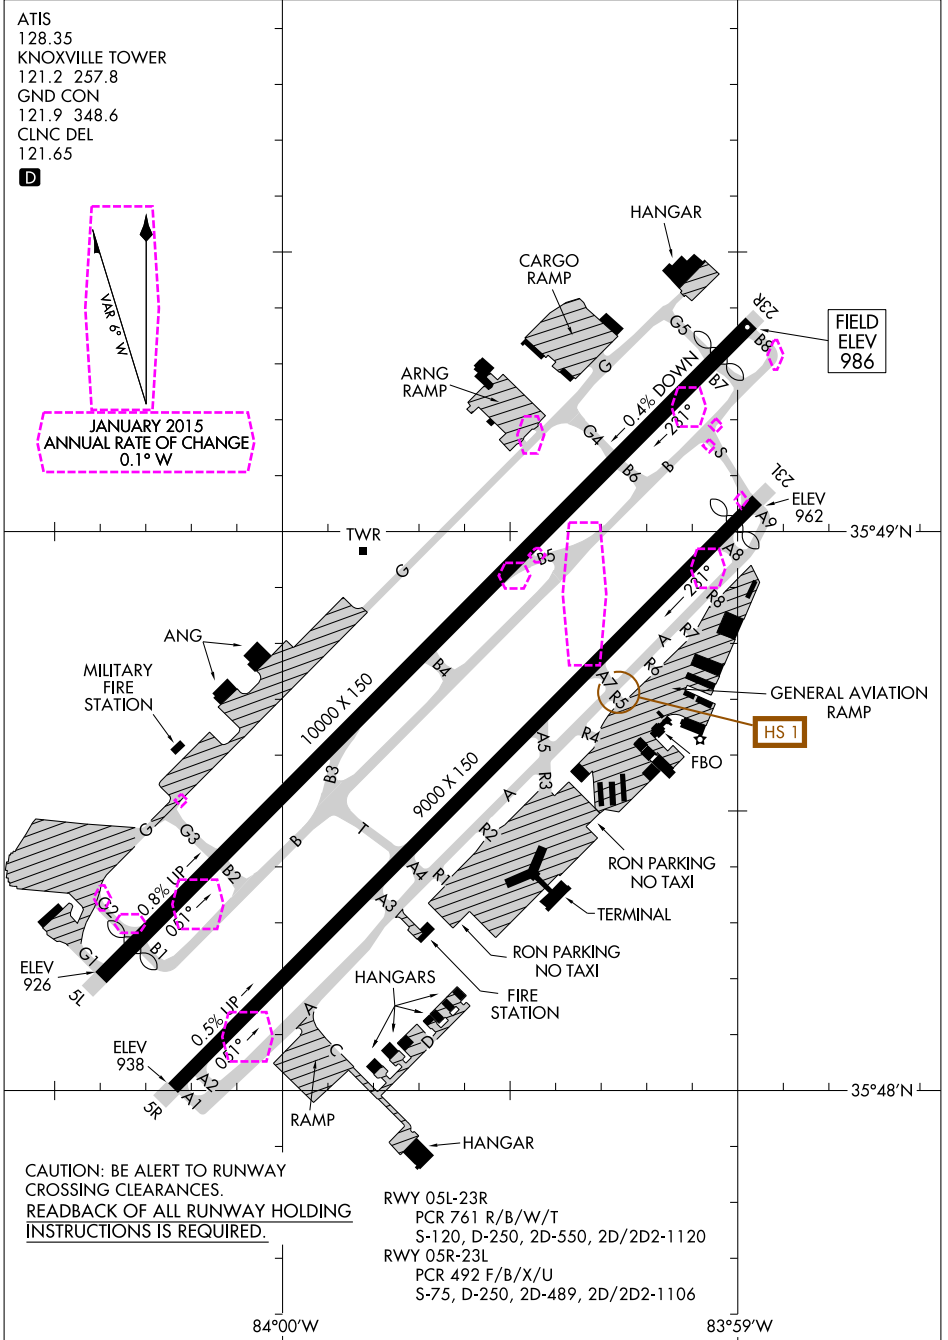 ATIS
128.35
KNOXVILLE TOWER
121.2 257.8
GND CON
121.9 348.6
CLNC DEL
121.65
D
VAR 6° W
JANUARY 2015
ANNUAL RATE OF CHANGE
0.1° W
HANGAR
CARGO
RAMP
ARNG
RAMP
23R
FIELD
ELEV
986
G5
B8
B7
G
0.4% DOWN
231°
G4
B6
B
S
23L
ELEV
962
A9
A8
35°49'N
TWR
B5
G
231°
R8
R7
A
R6
ANG
MILITARY
FIRE
STATION
B4
A7
R5
GENERAL AVIATION
RAMP
HS 1
10000 X 150
A5
R4
FBO
B3
R3
9000 X 150
A
G
G3
B
T
R2
RON PARKING
NO TAXI
0.8% UP
B2
A4
R1
TERMINAL
G2
051°
A3
B1
G1
RON PARKING
NO TAXI
ELEV
926
5L
HANGARS
FIRE
STATION
0.5% UP
A
051°
C
D
ELEV
938
A2
A1
5R
RAMP
35°48'N
HANGAR
CAUTION: BE ALERT TO RUNWAY
CROSSING CLEARANCES.
READBACK OF ALL RUNWAY HOLDING
INSTRUCTIONS IS REQUIRED.
RWY 05L-23R
PCR 761 R/B/W/T
S-120, D-250, 2D-550, 2D/2D2-1120
RWY 05R-23L
PCR 492 F/B/X/U
S-75, D-250, 2D-489, 2D/2D2-1106
84°00'W
83°59'W